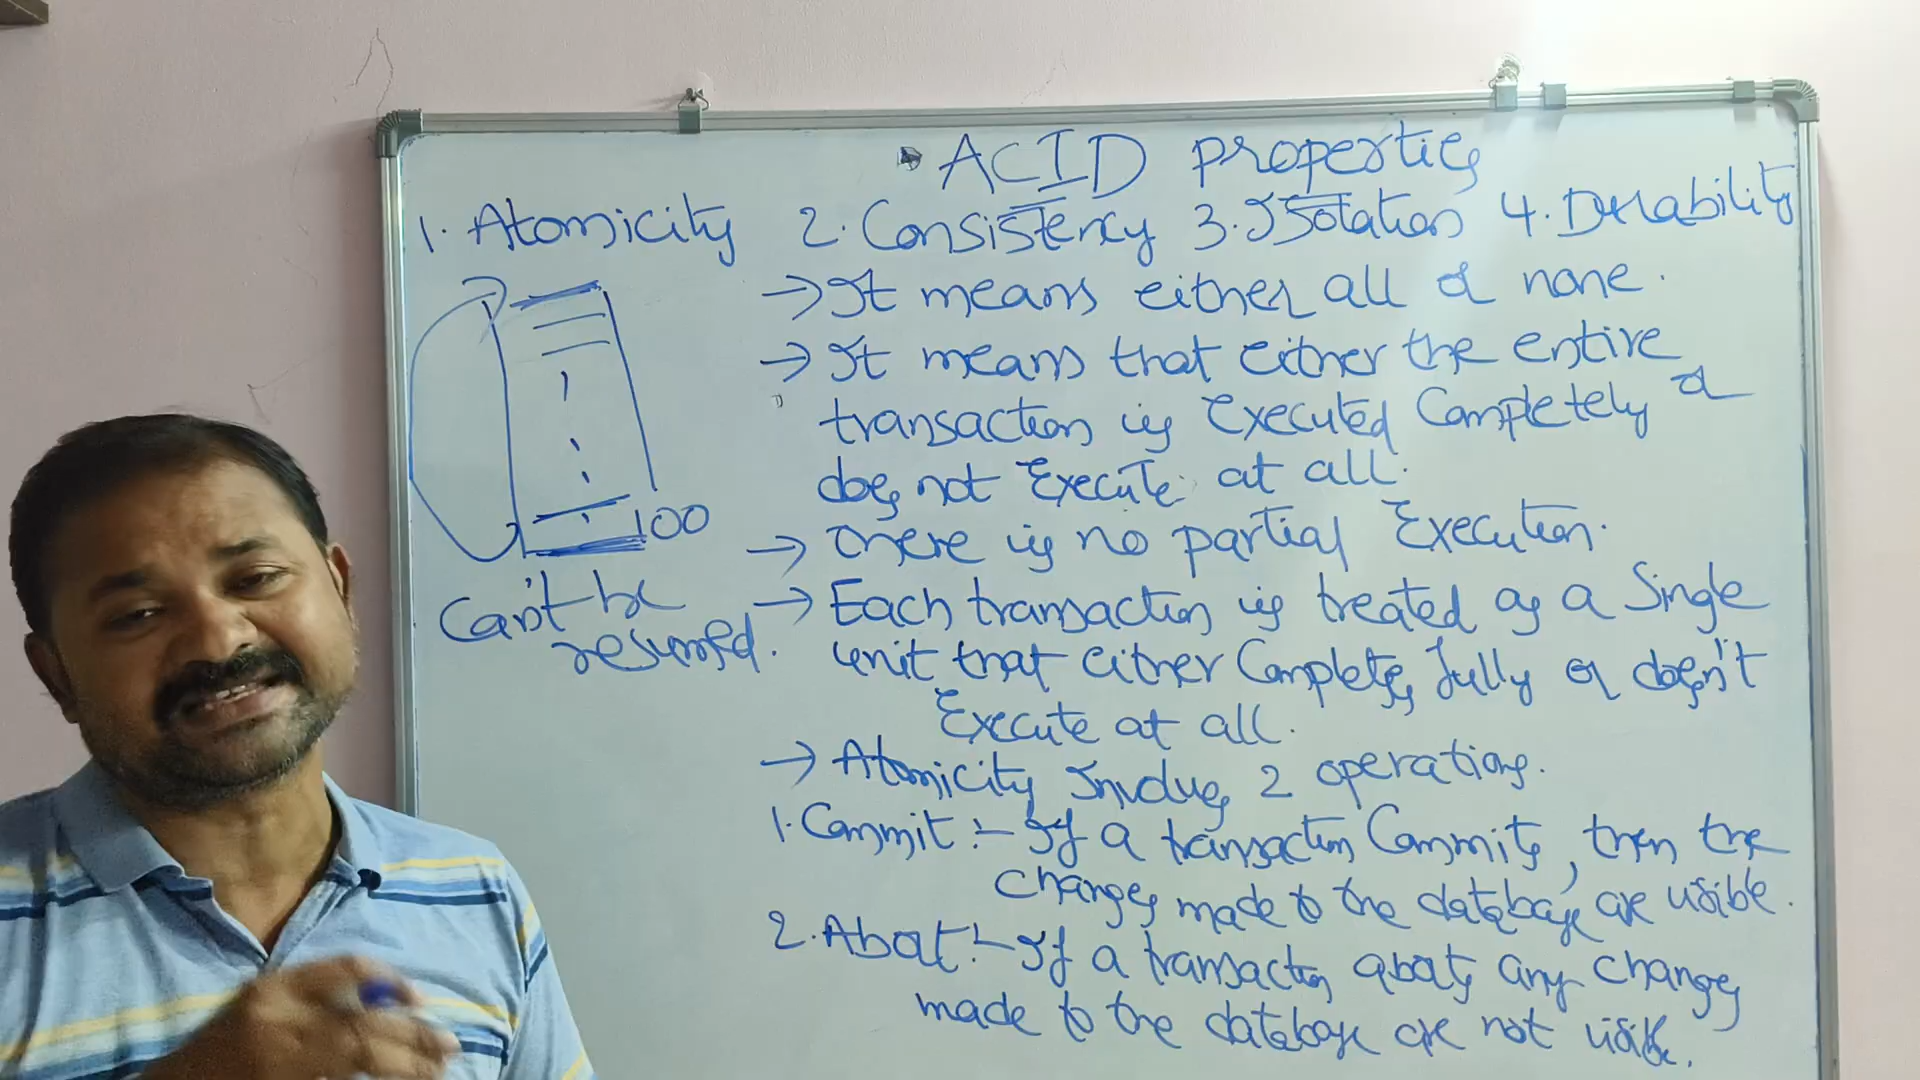 ACID properties
1. Atomicity 2. Consistency 3. Isolation 4. Durability
→ It means either all or none.
→ It means that either the entire
transaction is Executed Completely or
does not Execute at all.
→ There is no partial Execution.
→ Each transaction is treated as a Single
unit that either Completes fully or doesn't
Execute at all.
→ Atomicity Involves 2 operations.
1. Commit :- If a transaction Commits, then the
changes made to the database are visible.
2. Abort :- If a transaction aborts any changes
made to the database are not visible.
100
Can't be
resumed.